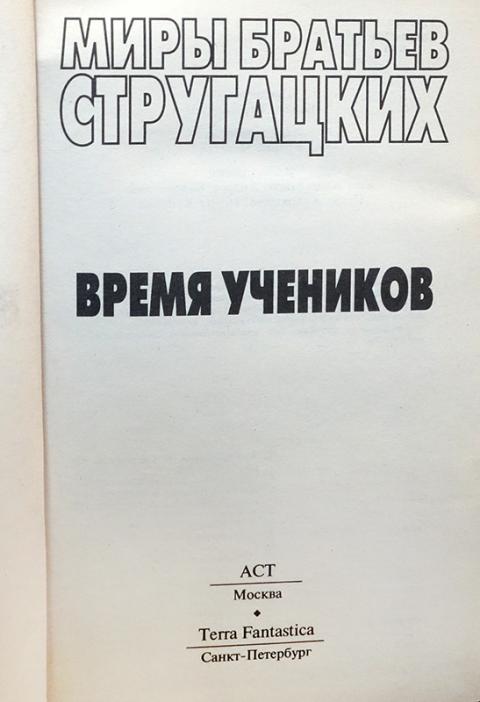 МИРЫ БРАТЬЕВ
СТРУГАЦКИХ
ВРЕМЯ УЧЕНИКОВ
АСТ
Москва
Terra Fantastica
Санкт-Петербург